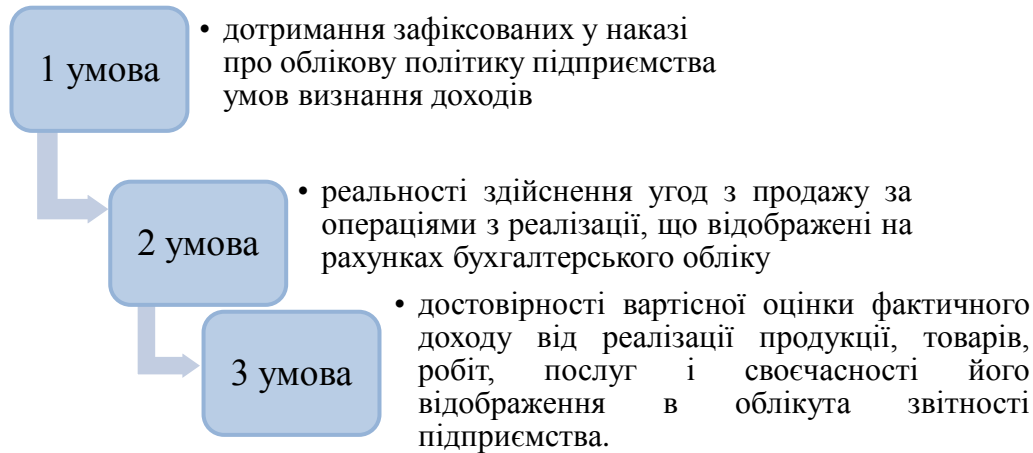 1 умова
• дотримання зафіксованих у наказі
про облікову політику підприємства
умов визнання доходів
2 умова
• реальності здійснення угод з продажу за
операціями з реалізації, що відображені на
рахунках бухгалтерського обліку
3 умова
• достовірності вартісної оцінки фактичного
доходу від реалізації продукції, товарів,
робіт, послуг і своєчасності його
відображення в облікута звітності
підприємства.